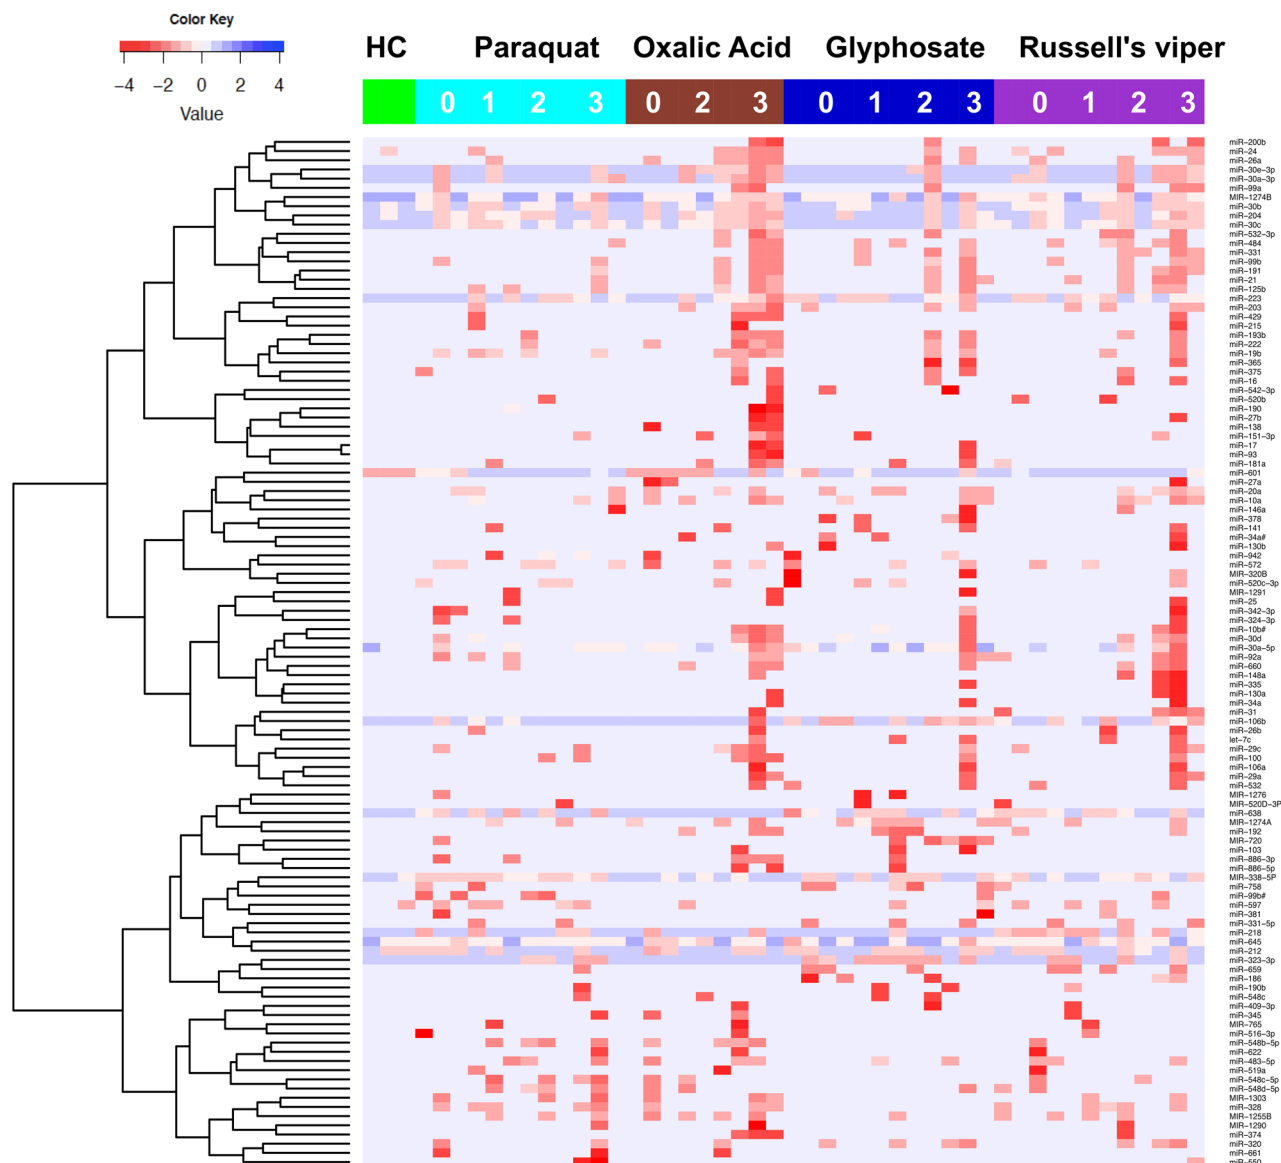 Color Key
−4 −2 0 2 4
Value
HC Paraquat Oxalic Acid Glyphosate Russell's viper
0 1 2 3 0 2 3 0 1 2 3 0 1 2 3
miR−200b
miR−24
miR−26a
miR−30e−3p
miR−30a−3p
miR−99a
MIR−1274B
miR−30b
miR−204
miR−30c
miR−532−3p
miR−484
miR−331
miR−99b
miR−191
miR−21
miR−125b
miR−223
miR−203
miR−429
miR−215
miR−193b
miR−222
miR−19b
miR−365
miR−375
miR−16
miR−542−3p
miR−520b
miR−190
miR−27b
miR−138
miR−151−3p
miR−17
miR−93
miR−181a
miR−601
miR−27a
miR−20a
miR−10a
miR−146a
miR−378
miR−141
miR−34a#
miR−130b
miR−942
miR−572
MIR−320B
miR−520c−3p
MIR−1291
miR−25
miR−342−3p
miR−324−3p
miR−10b#
miR−30d
miR−30a−5p
miR−92a
miR−660
miR−148a
miR−335
miR−130a
miR−34a
miR−31
miR−106b
miR−26b
let−7c
miR−29c
miR−100
miR−106a
miR−29a
miR−532
MIR−1276
MIR−520D−3P
miR−638
MIR−1274A
miR−192
MIR−720
miR−103
miR−886−3p
miR−886−5p
MIR−338−5P
miR−758
miR−99b#
miR−597
miR−381
miR−331−5p
miR−218
miR−645
miR−212
miR−323−3p
miR−659
miR−186
miR−190b
miR−548c
miR−409−3p
miR−345
MIR−765
miR−516−3p
miR−548b−5p
miR−622
miR−483−5p
miR−519a
miR−548c−5p
miR−548d−5p
MIR−1303
miR−328
MIR−1255B
MIR−1290
miR−374
miR−320
miR−661
miR−550